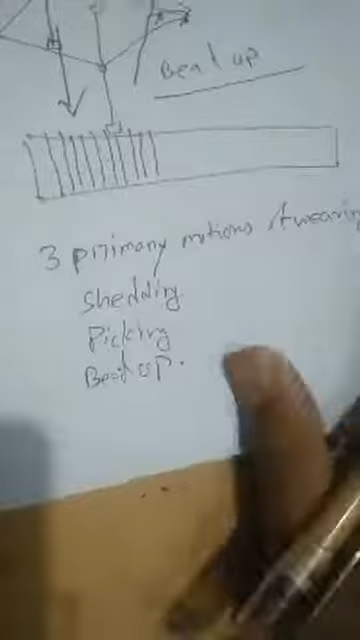 Beat up
3 primary motions of weaving
Shedding
Picking
Beat up.